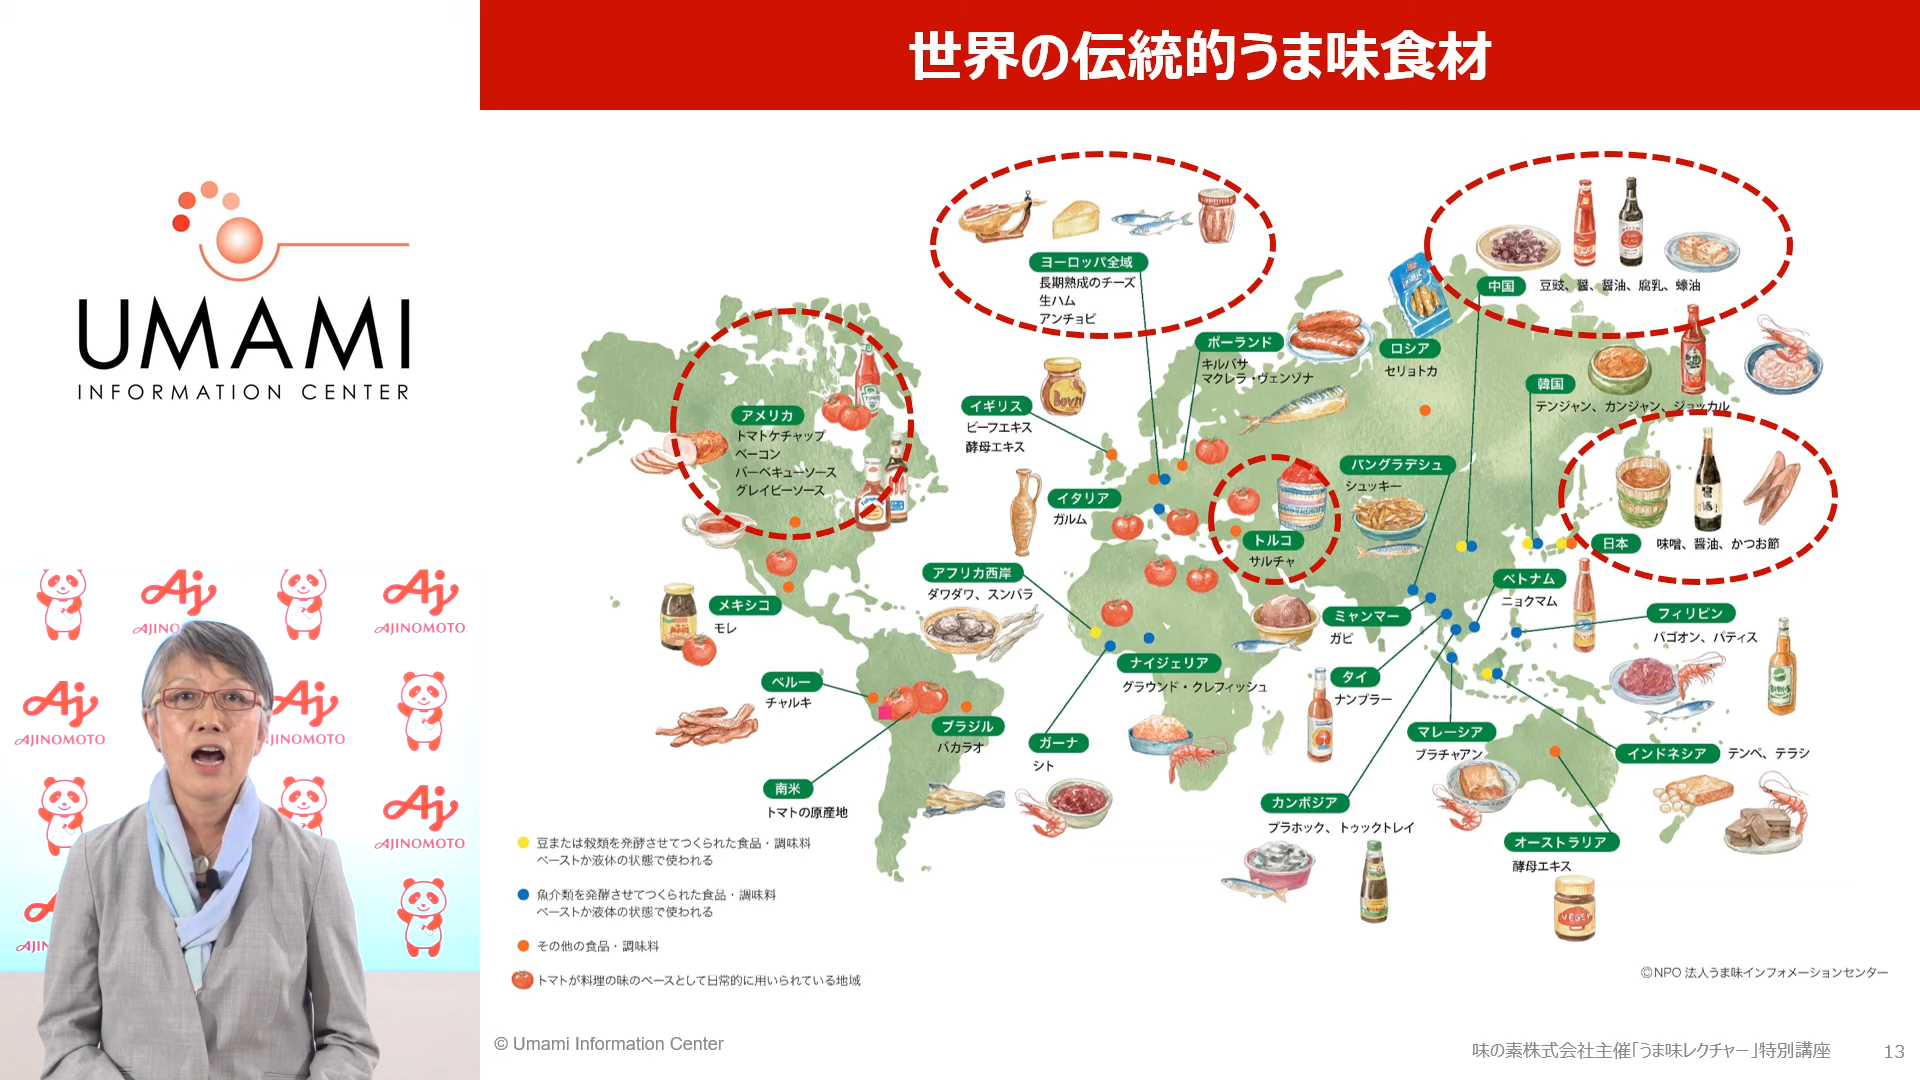 世界の伝統的うま味食材
UMAMI
INFORMATION CENTER
AJINOMOTO
AJINOMOTO
AJINOMOTO
AJINOMOTO
ヨーロッパ全域
長期熟成のチーズ
生ハム
アンチョビ
中国
豆豉、醤、醤油、腐乳、蠔油
ポーランド
キルバサ
マクレラ・ヴェンゾナ
ロシア
セリョトカ
韓国
テンジャン、カンジャン、ジョッカル
アメリカ
トマトケチャップ
ベーコン
バーベキューソース
グレイビーソース
イギリス
ビーフエキス
酵母エキス
イタリア
ガルム
バングラデシュ
シュッキー
トルコ
サルチャ
日本
味噌、醤油、かつお節
アフリカ西岸
ダワダワ、スンバラ
メキシコ
モレ
ベトナム
ニョクマム
ミャンマー
ガピ
フィリピン
バゴオン、パティス
ナイジェリア
グラウンド・クレフィッシュ
タイ
ナンプラー
ペルー
チャルキ
ブラジル
バカラオ
ガーナ
シト
マレーシア
ブラチャアン
インドネシア
テンペ、テラシ
南米
トマトの原産地
カンボジア
プラホック、トゥックトレイ
オーストラリア
酵母エキス
豆または穀類を発酵させてつくられた食品・調味料
ペーストか液体の状態で使われる
魚介類を発酵させてつくられた食品・調味料
ペーストか液体の状態で使われる
その他の食品・調味料
トマトが料理の味のベースとして日常的に用いられている地域
©NPO 法人うま味インフォメーションセンター
© Umami Information Center
味の素株式会社主催「うま味レクチャー」特別講座
13